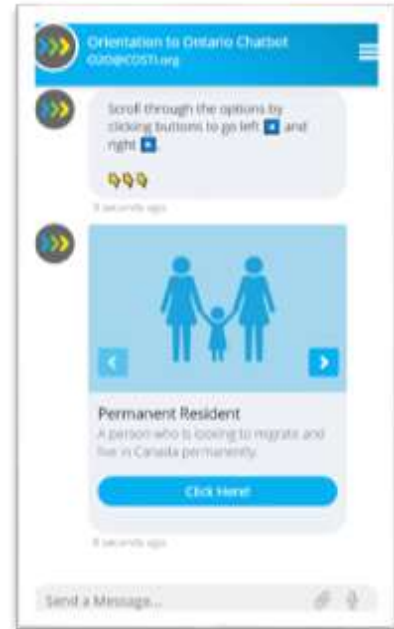 Orientation to Ontario Chatbot
O2O@COSTI.org
Scroll through the options by
clicking buttons to go left ◀ and
right ▶.
👇👇👇
9 seconds ago
Permanent Resident
A person who is looking to migrate and
live in Canada permanently.
Click Here!
8 seconds ago
Send a Message...